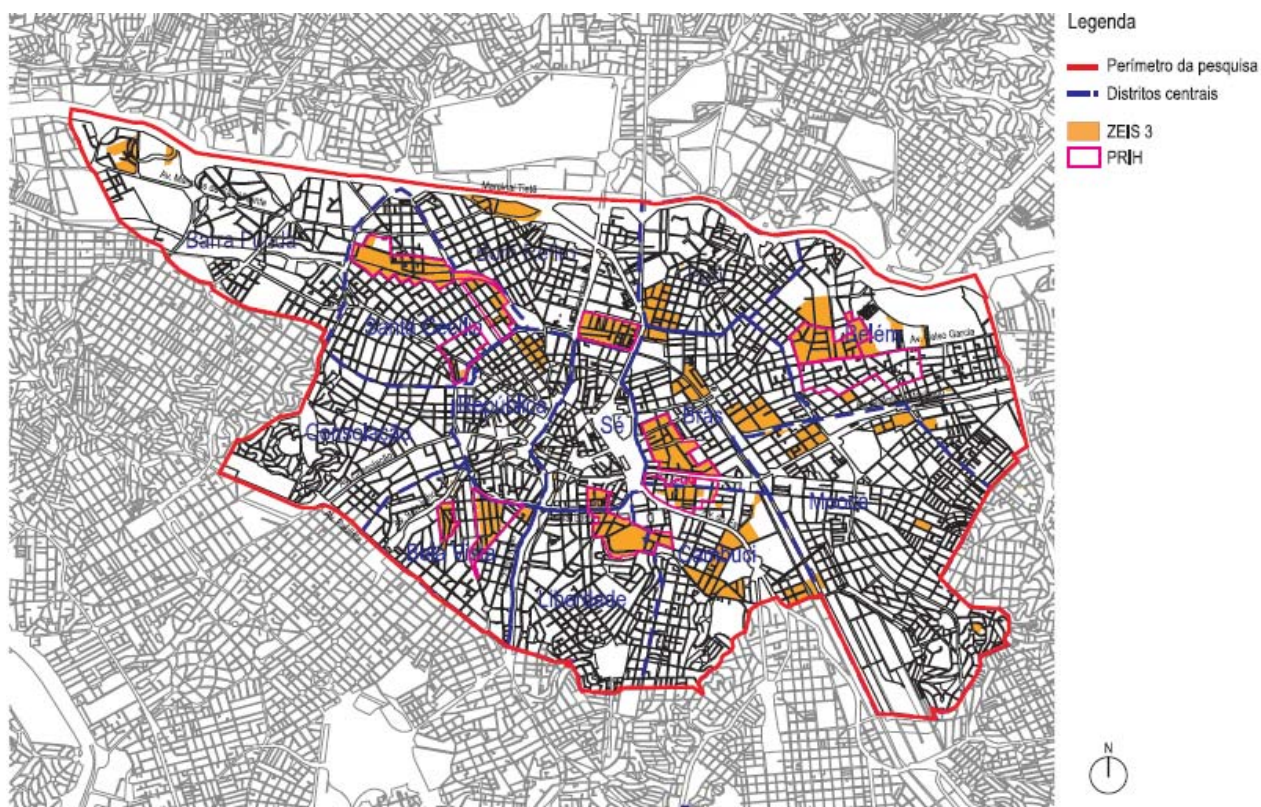 Legenda
Perímetro da pesquisa
Distritos centrais
ZEIS 3
PRIH
N
Marginal Tietê
Barra Funda
Bom Retiro
Pari
Santa Cecília
Belém
República
Consolação
Sé
Brás
Mooca
Bela Vista
Cambuci
Liberdade